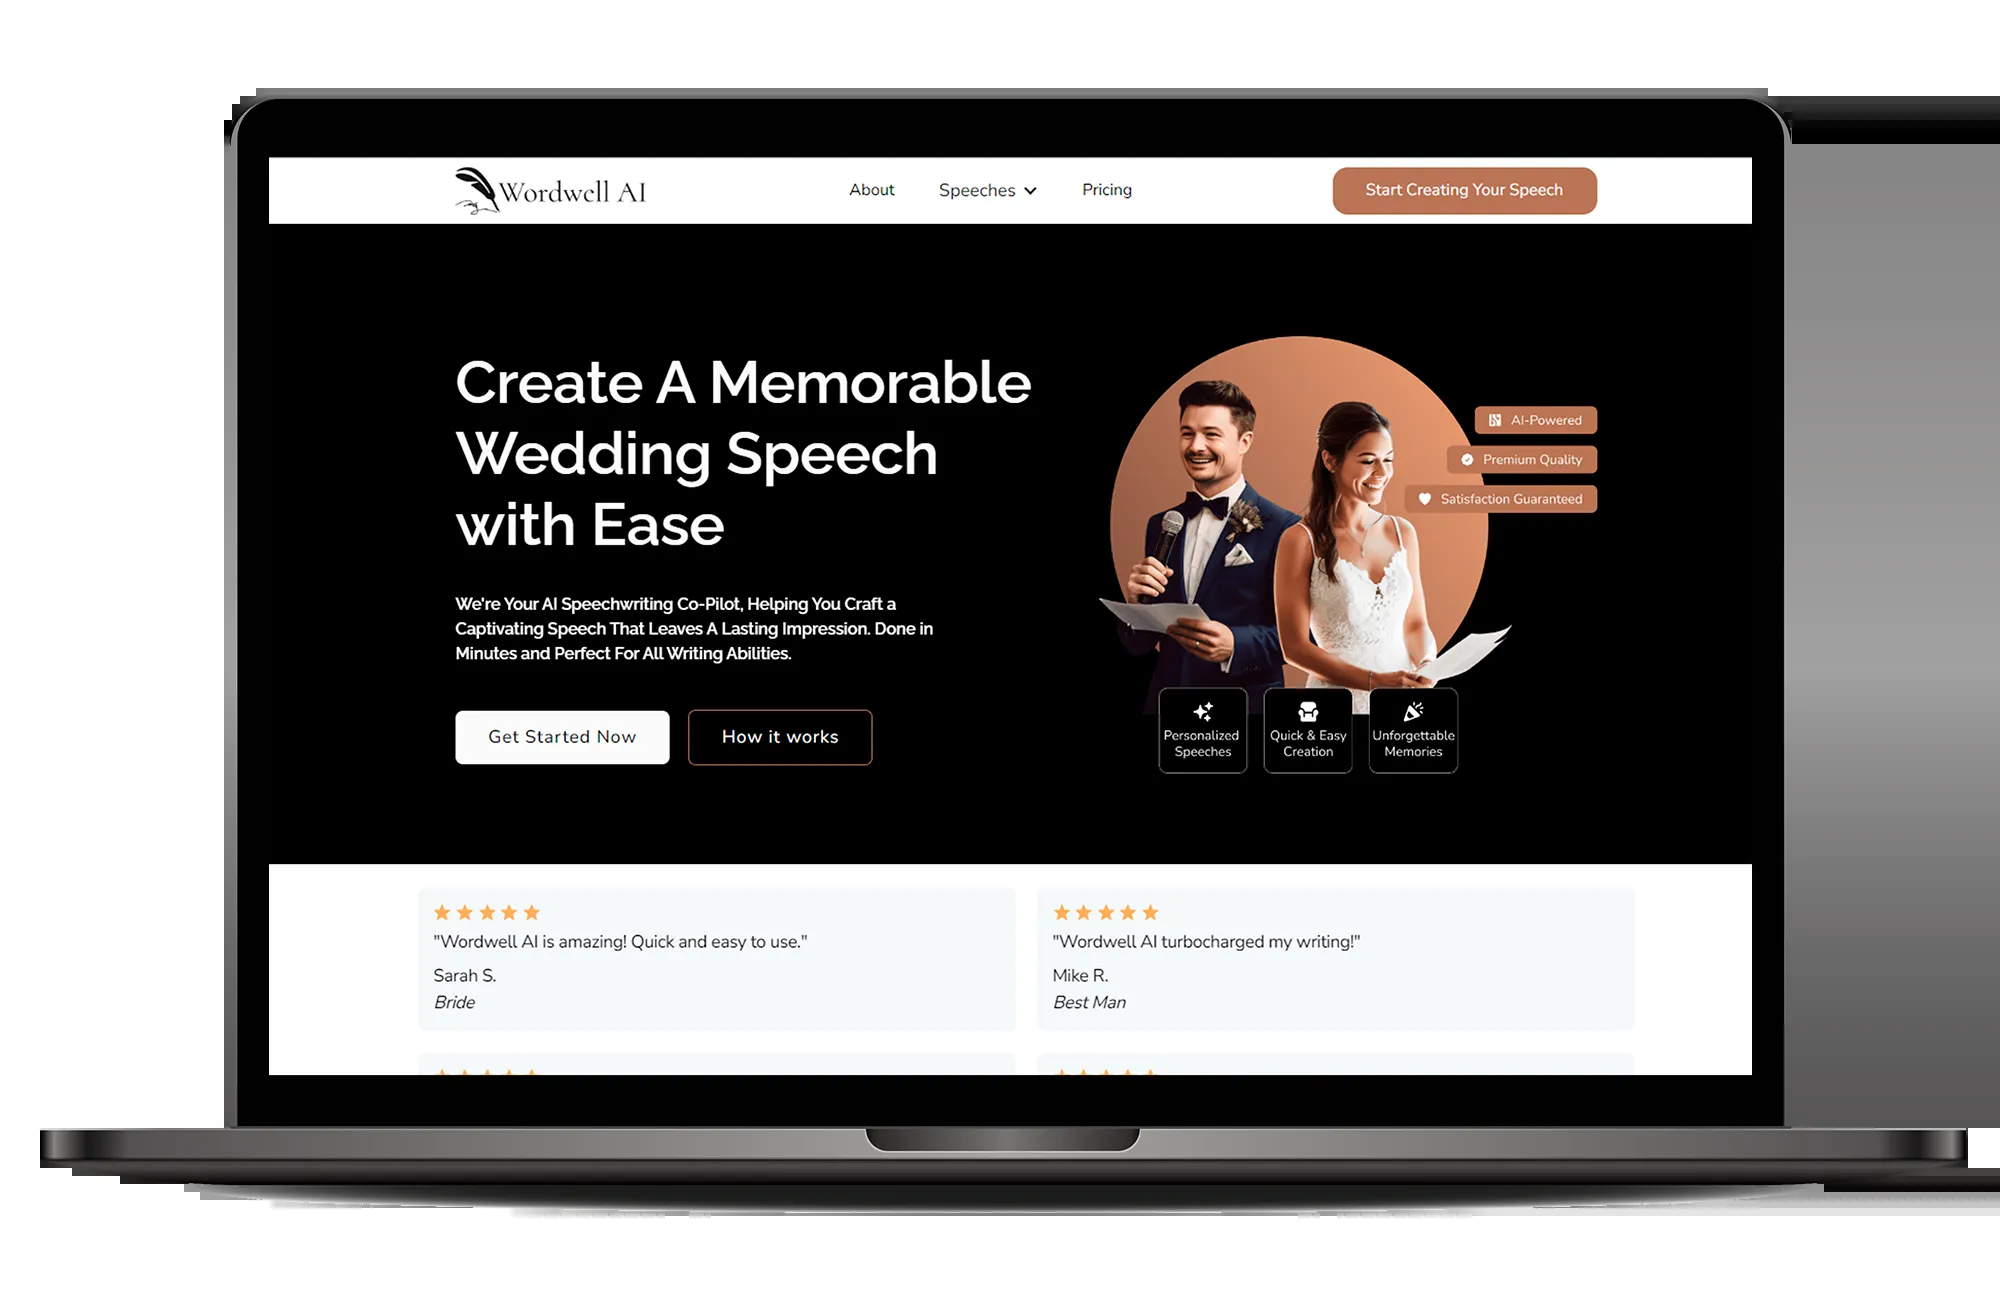 Wordwell AI
About
Speeches
Pricing
Start Creating Your Speech
Create A Memorable
Wedding Speech
with Ease
We're Your AI Speechwriting Co-Pilot, Helping You Craft a
Captivating Speech That Leaves A Lasting Impression. Done in
Minutes and Perfect For All Writing Abilities.
Get Started Now
How it works
AI-Powered
Premium Quality
Satisfaction Guaranteed
Personalized
Speeches
Quick & Easy
Creation
Unforgettable
Memories
"Wordwell AI is amazing! Quick and easy to use."
Sarah S.
Bride
"Wordwell AI turbocharged my writing!"
Mike R.
Best Man